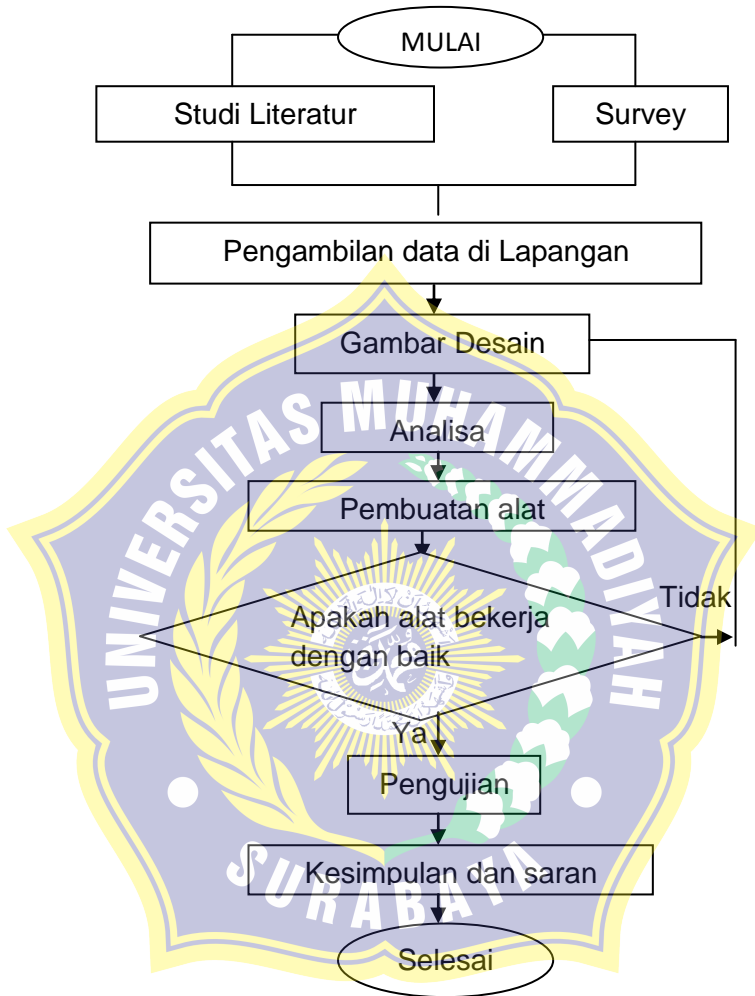 MULAI
Studi Literatur
Survey
Pengambilan data di Lapangan
Gambar Desain
Analisa
Pembuatan alat
Apakah alat bekerja
dengan baik
Tidak
Ya
Pengujian
Kesimpulan dan saran
Selesai
UNIVERSITAS MUHAMMADIYAH
SURABAYA